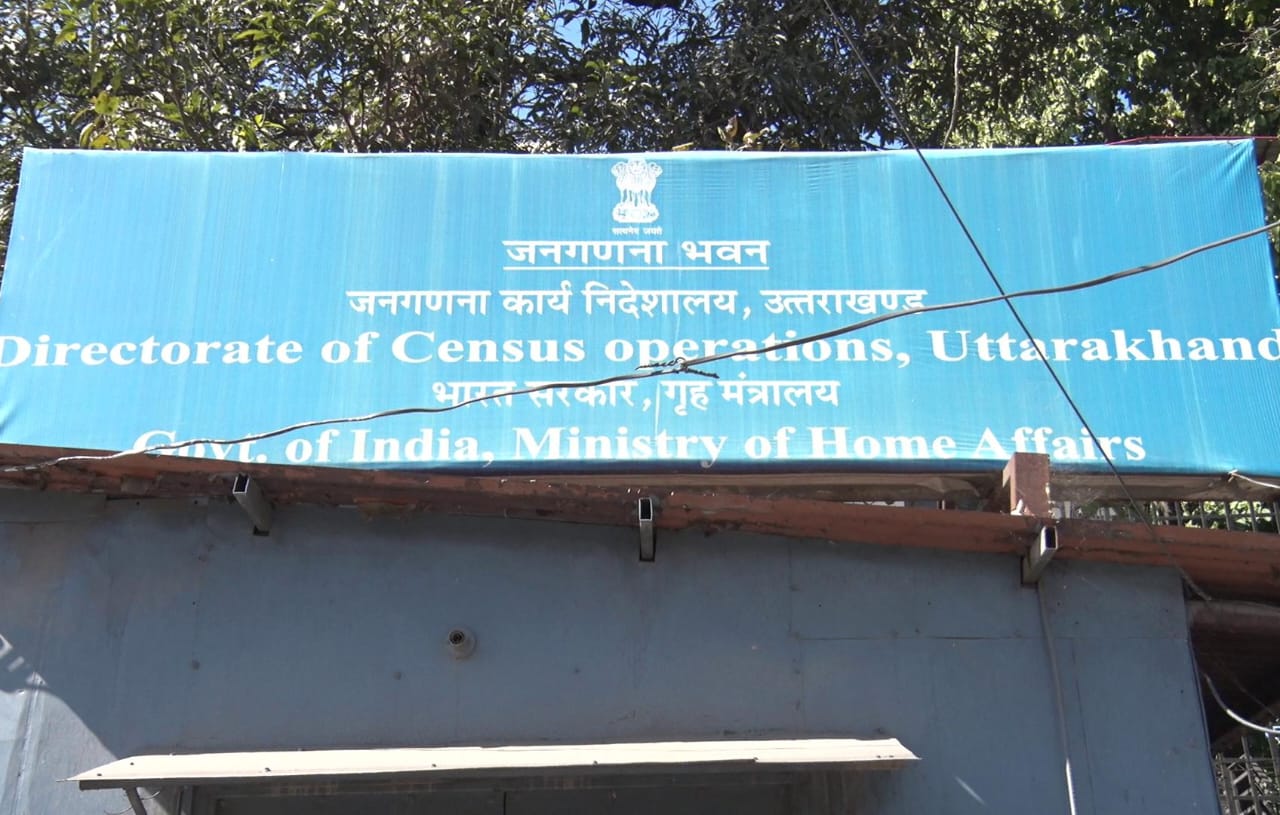 सत्यमेव जयते
जनगणना भवन
जनगणना कार्य निदेशालय, उत्तराखण्ड
Directorate of Census operations, Uttarakhand
भारत सरकार, गृह मंत्रालय
Govt. of India, Ministry of Home Affairs